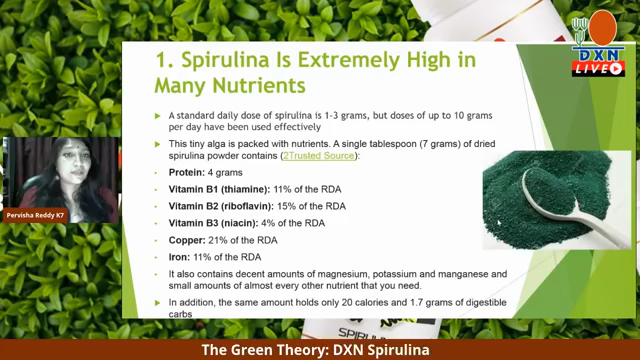 1. Spirulina Is Extremely High in
Many Nutrients
DXN
LIVE
A standard daily dose of spirulina is 1-3 grams, but doses of up to 10 grams
per day have been used effectively
This tiny alga is packed with nutrients. A single tablespoon (7 grams) of dried
spirulina powder contains (2Trusted Source):
Protein: 4 grams
Vitamin B1 (thiamine): 11% of the RDA
Vitamin B2 (riboflavin): 15% of the RDA
Vitamin B3 (niacin): 4% of the RDA
Copper: 21% of the RDA
Iron: 11% of the RDA
It also contains decent amounts of magnesium, potassium and manganese and
small amounts of almost every other nutrient that you need.
In addition, the same amount holds only 20 calories and 1.7 grams of digestible
carbs
Pervisha Reddy K7
The Green Theory: DXN Spirulina